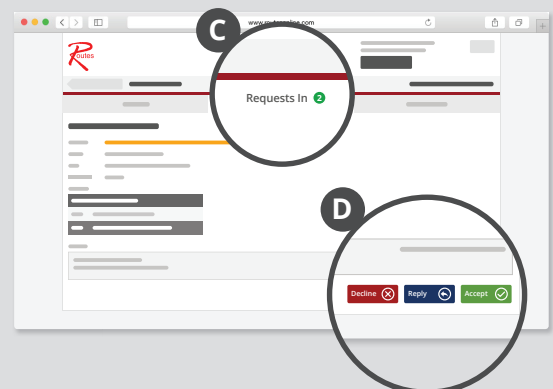 C
Routes
Requests In 2
D
Decline
Reply
Accept